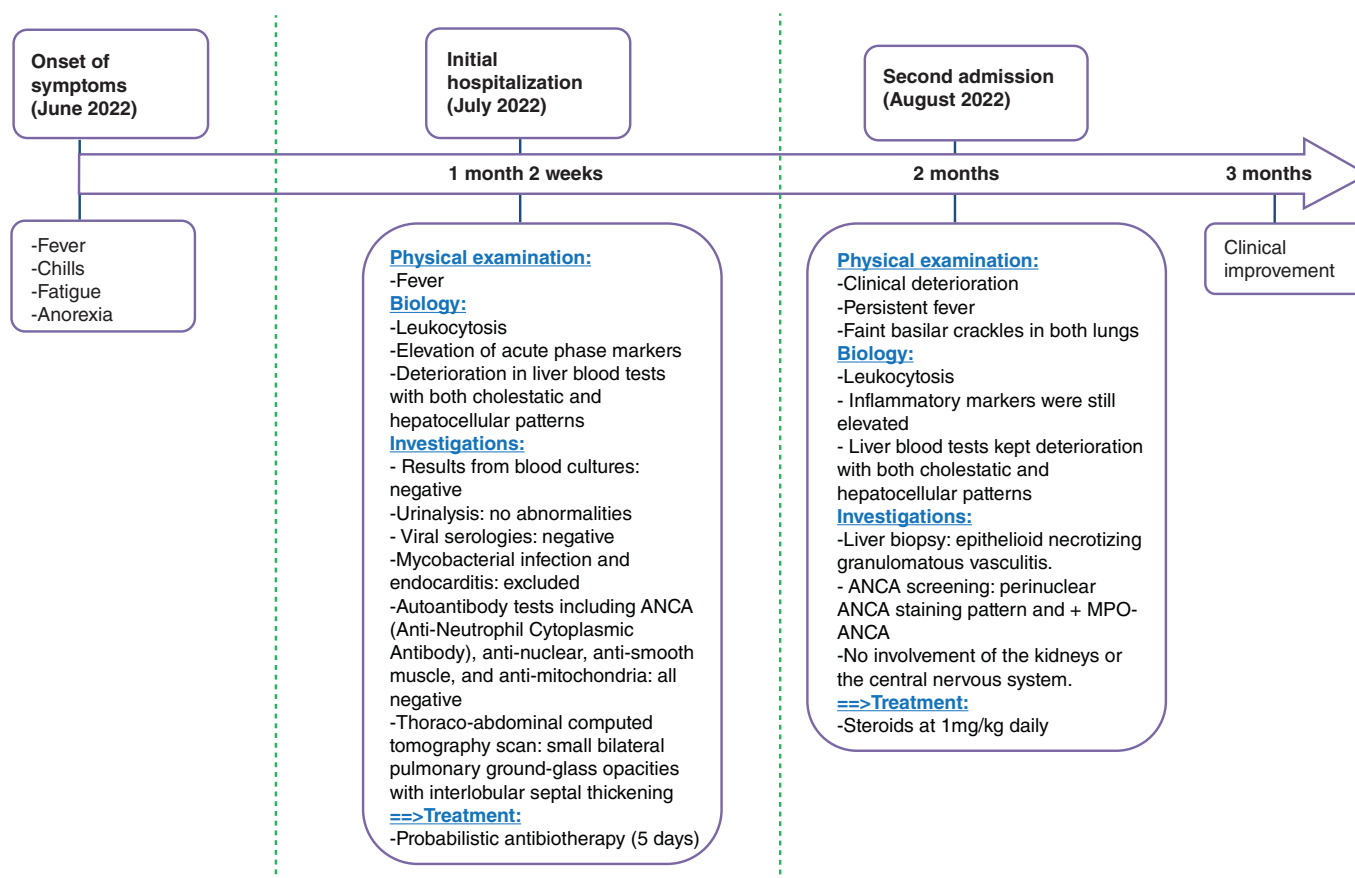 Onset of
symptoms
(June 2022)
Initial
hospitalization
(July 2022)
Second admission
(August 2022)
1 month 2 weeks
2 months
3 months
-Fever
-Chills
-Fatigue
-Anorexia
Physical examination:
-Fever
Biology:
-Leukocytosis
-Elevation of acute phase markers
-Deterioration in liver blood tests
with both cholestatic and
hepatocellular patterns
Investigations:
- Results from blood cultures:
negative
-Urinalysis: no abnormalities
- Viral serologies: negative
-Mycobacterial infection and
endocarditis: excluded
-Autoantibody tests including ANCA
(Anti-Neutrophil Cytoplasmic
Antibody), anti-nuclear, anti-smooth
muscle, and anti-mitochondria: all
negative
-Thoraco-abdominal computed
tomography scan: small bilateral
pulmonary ground-glass opacities
with interlobular septal thickening
==>Treatment:
-Probabilistic antibiotherapy (5 days)
Physical examination:
-Clinical deterioration
-Persistent fever
-Faint basilar crackles in both lungs
Biology:
-Leukocytosis
- Inflammatory markers were still
elevated
- Liver blood tests kept deterioration
with both cholestatic and
hepatocellular patterns
Investigations:
-Liver biopsy: epithelioid necrotizing
granulomatous vasculitis.
- ANCA screening: perinuclear
ANCA staining pattern and + MPO-
ANCA
-No involvement of the kidneys or
the central nervous system.
==>Treatment:
-Steroids at 1mg/kg daily
Clinical
improvement